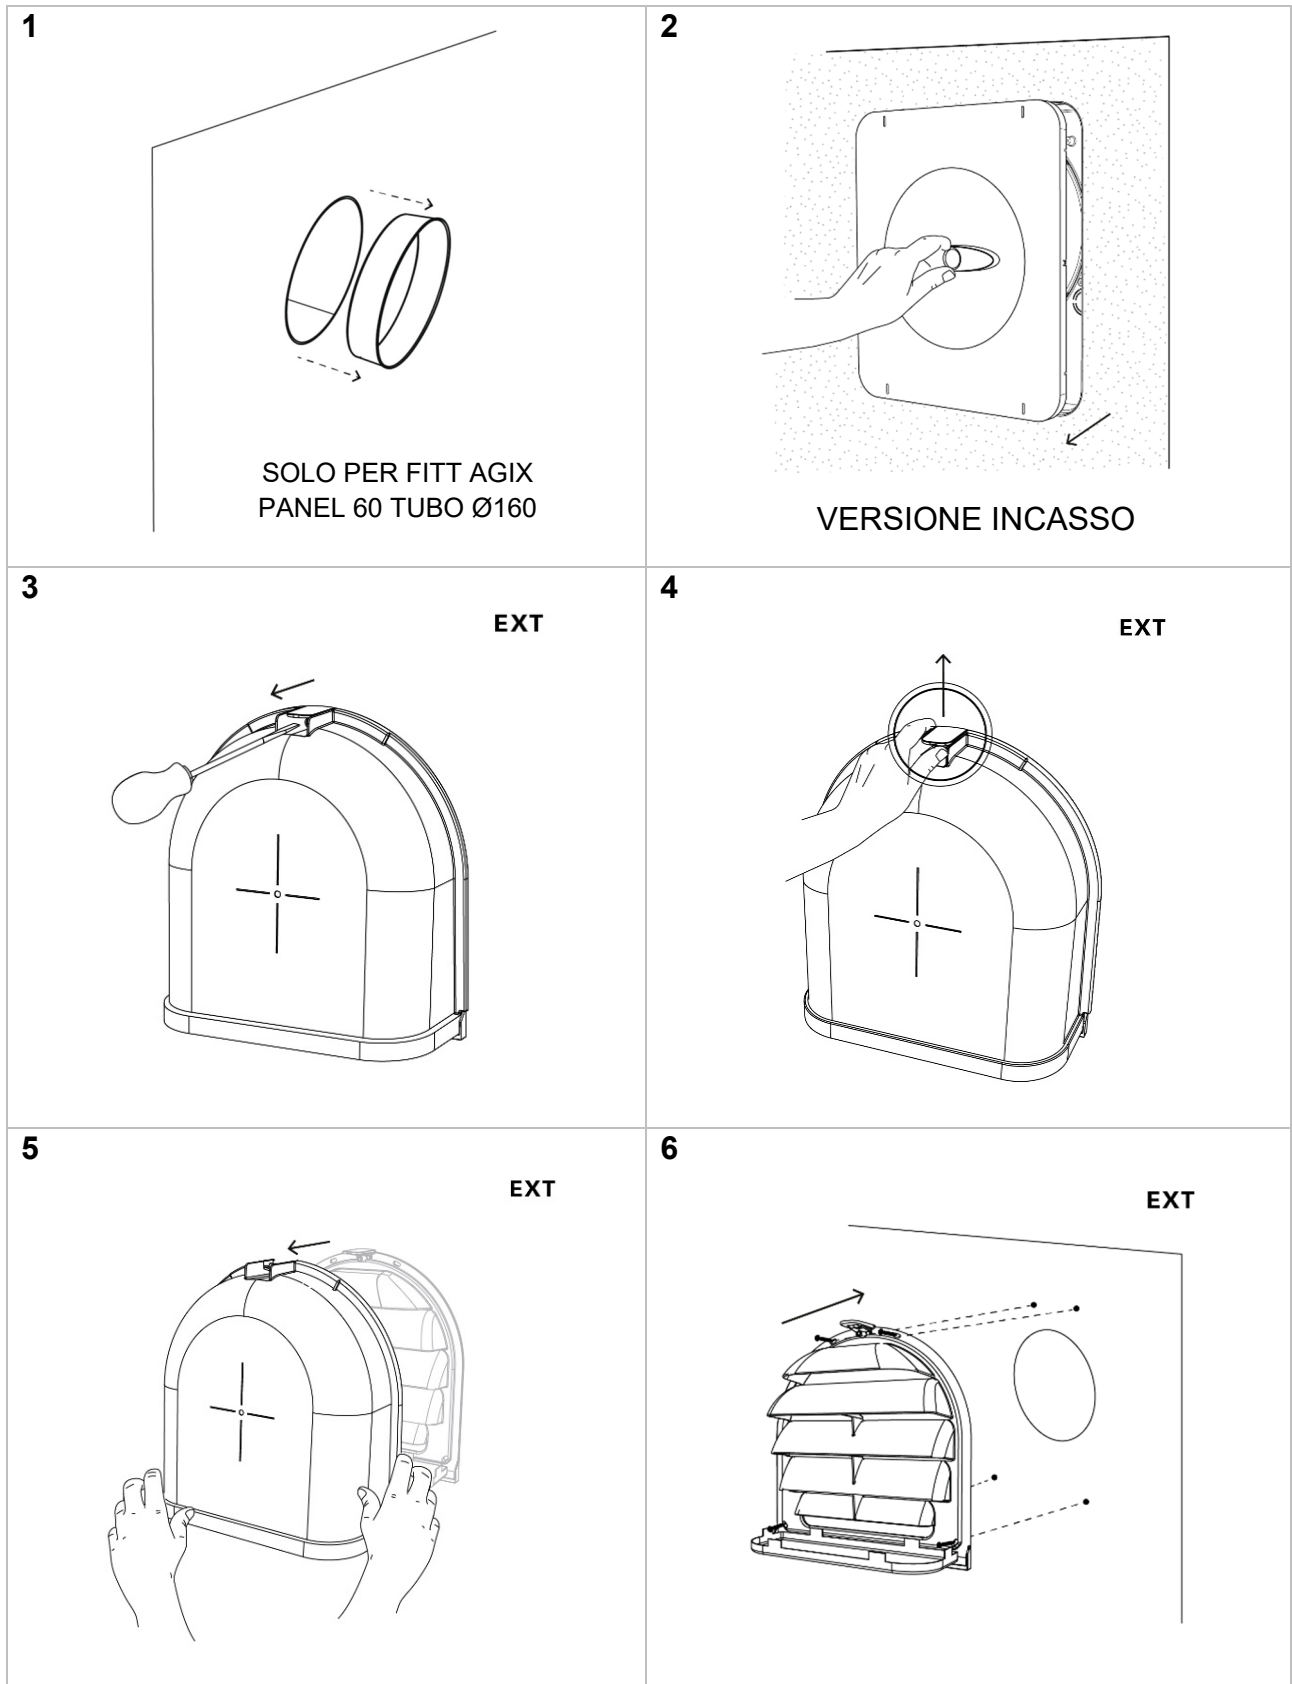 1
SOLO PER FITT AGIX
PANEL 60 TUBO Ø160
2
VERSIONE INCASSO
3
EXT
4
EXT
5
EXT
6
EXT